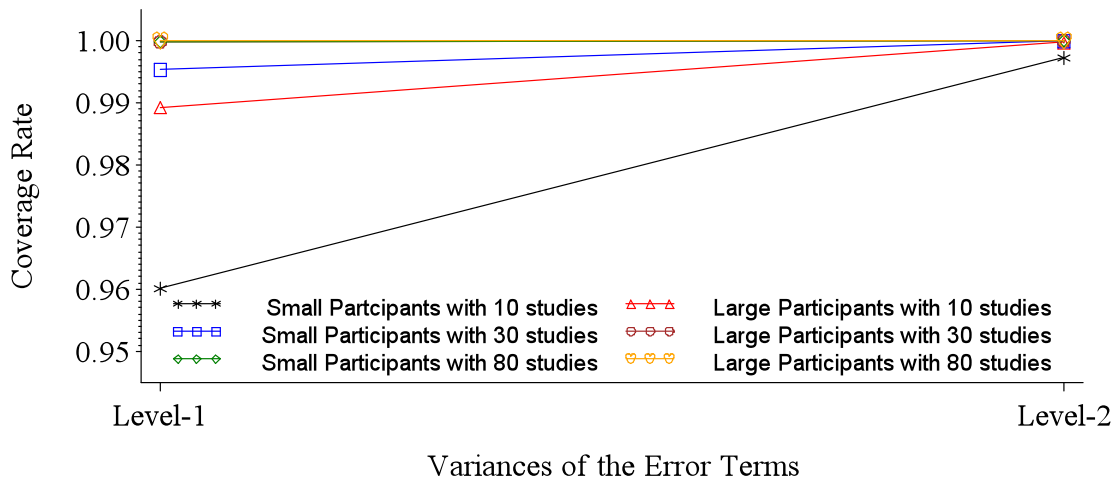 1.00
0.99
0.98
0.97
0.96
0.95
Coverage Rate
Small Partcipants with 10 studies
Large Participants with 10 studies
Small Partcipants with 30 studies
Large Participants with 30 studies
Small Participants with 80 studies
Large Participants with 80 studies
Level-1
Level-2
Variances of the Error Terms